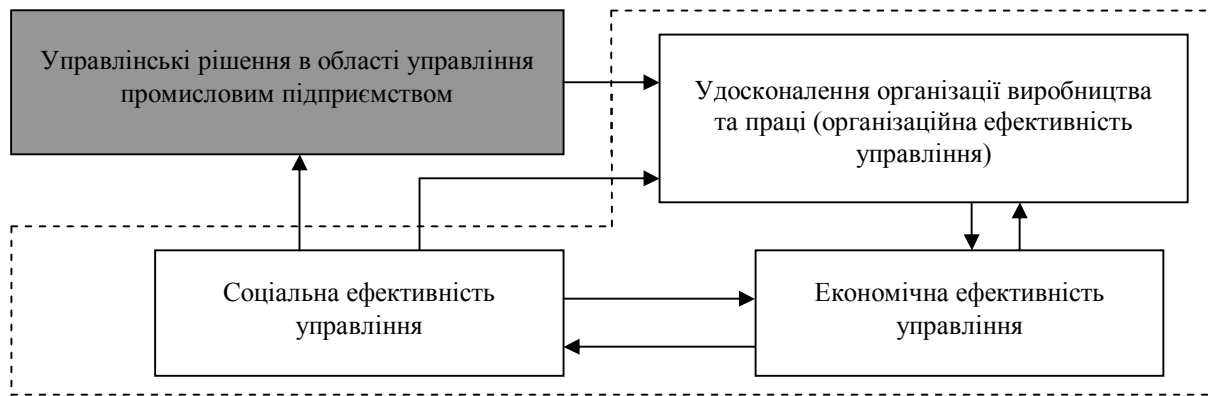 Управлінські рішення в області управління
промисловим підприємством
Удосконалення організації виробництва
та праці (організаційна ефективність
управління)
Соціальна ефективність
управління
Економічна ефективність
управління